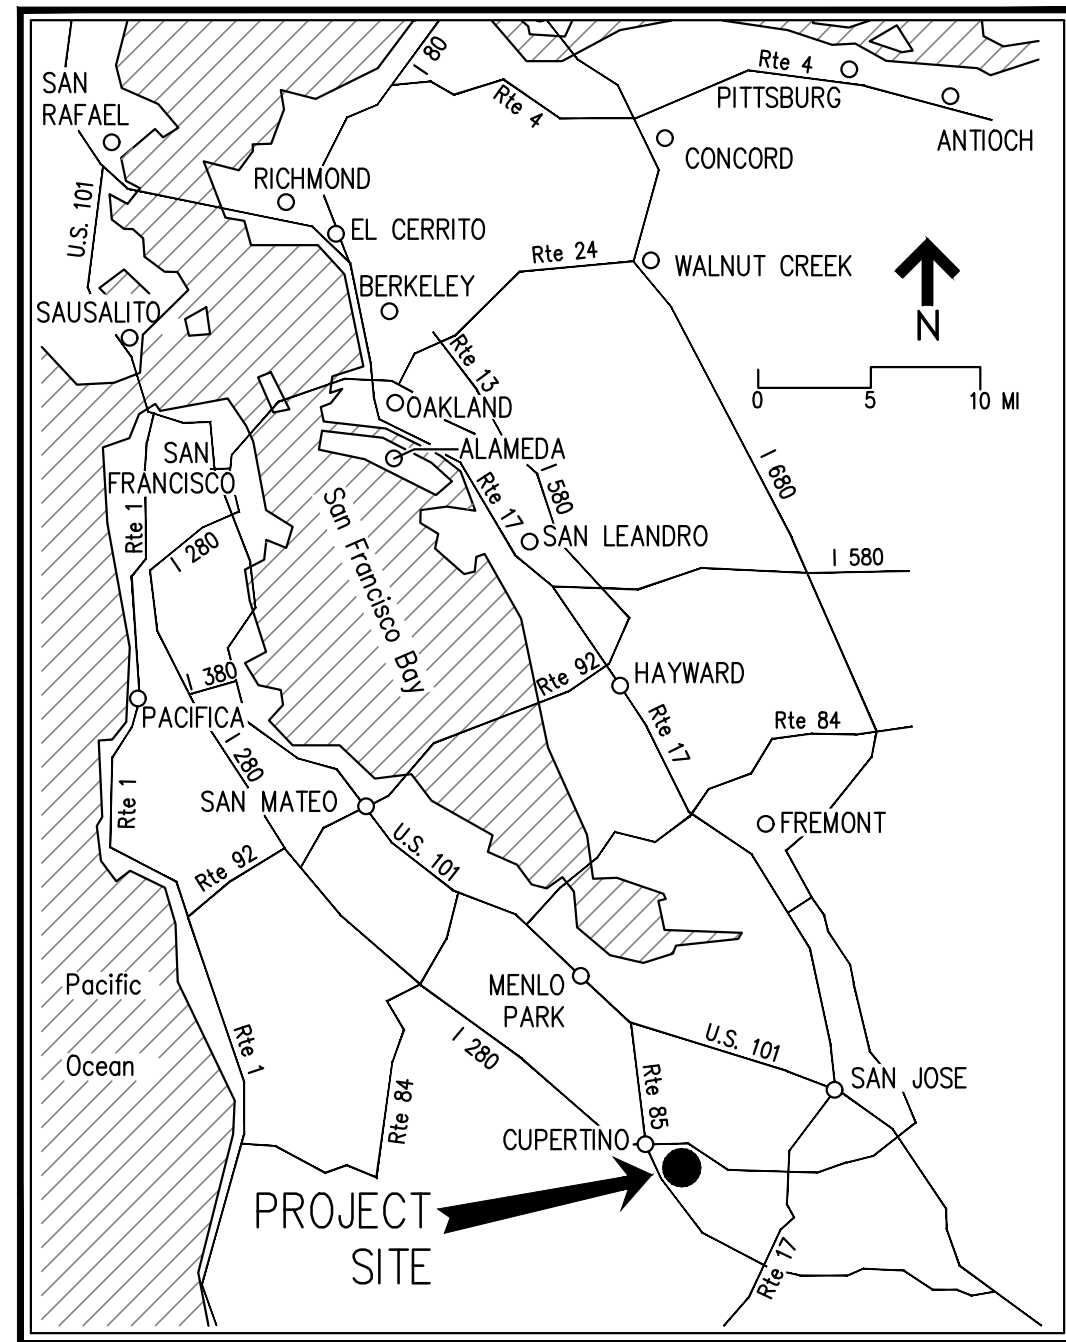 I 80
Rte 4
SAN
RAFAEL
Rte 4
PITTSBURG
ANTIOCH
CONCORD
RICHMOND
U.S. 101
EL CERRITO
Rte 24
WALNUT CREEK
BERKELEY
SAUSALITO
N
Rte 13
0 5 10 MI
OAKLAND
SAN
FRANCISCO
ALAMEDA
I 680
I 580
Rte 17
Rte 1
San Francisco Bay
I 280
SAN LEANDRO
I 580
I 380
Rte 92
HAYWARD
PACIFICA
Rte 17
Rte 84
I 280
Rte 1
SAN MATEO
FREMONT
U.S. 101
Rte 92
Pacific
Ocean
MENLO
PARK
Rte 1
I 280
U.S. 101
SAN JOSE
Rte 84
Rte 85
CUPERTINO
PROJECT
SITE
Rte 17